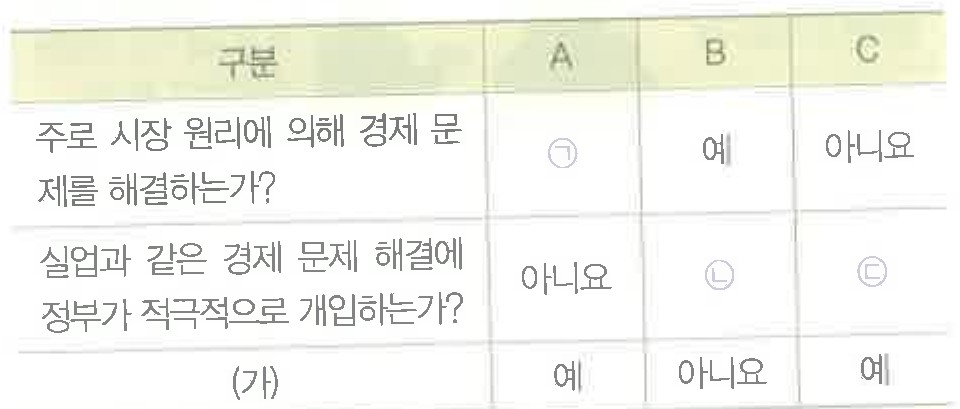 구분 A B C
주로 시장 원리에 의해 경제 문
제를 해결하는가? ㉠ 예 아니요
실업과 같은 경제 문제 해결에
정부가 적극적으로 개입하는가? 아니요 ㉡ ㉢
(가) 예 아니요 예